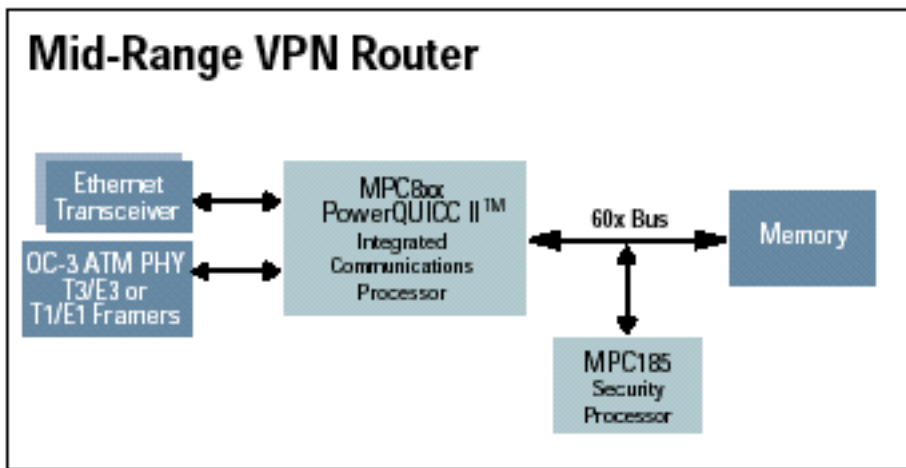 Mid-Range VPN Router
Ethernet
Transceiver
OC-3 ATM PHY
T3/E3 or
T1/E1 Framers
MPC8xx
PowerQUICC II™
Integrated
Communications
Processor
60x Bus
Memory
MPC185
Security
Processor